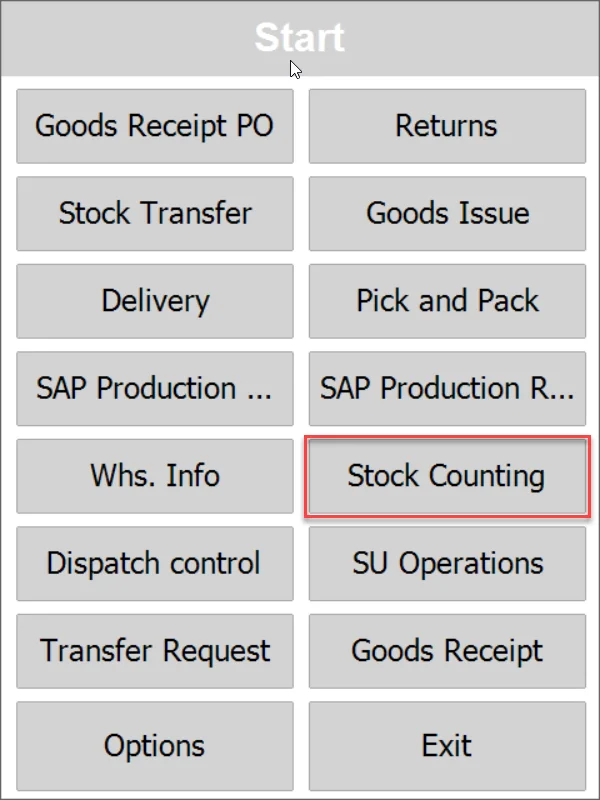 Start
Goods Receipt PO
Returns
Stock Transfer
Goods Issue
Delivery
Pick and Pack
SAP Production ...
SAP Production R...
Whs. Info
Stock Counting
Dispatch control
SU Operations
Transfer Request
Goods Receipt
Options
Exit